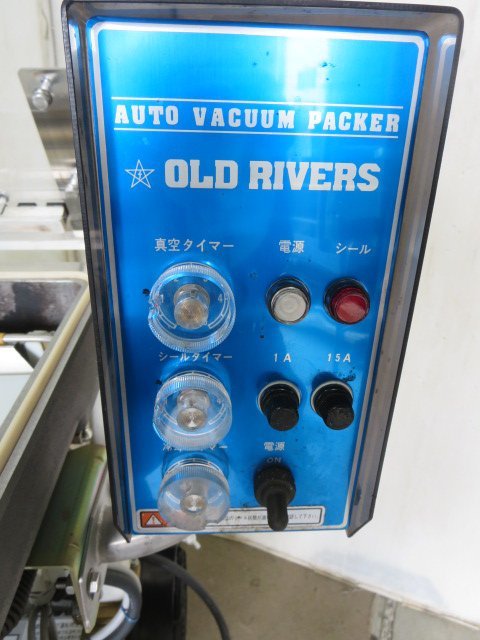 AUTO VACUUM PACKER
OLD RIVERS
真空タイマー 電源 シール
シールタイマー 1A 15A
電源
ON